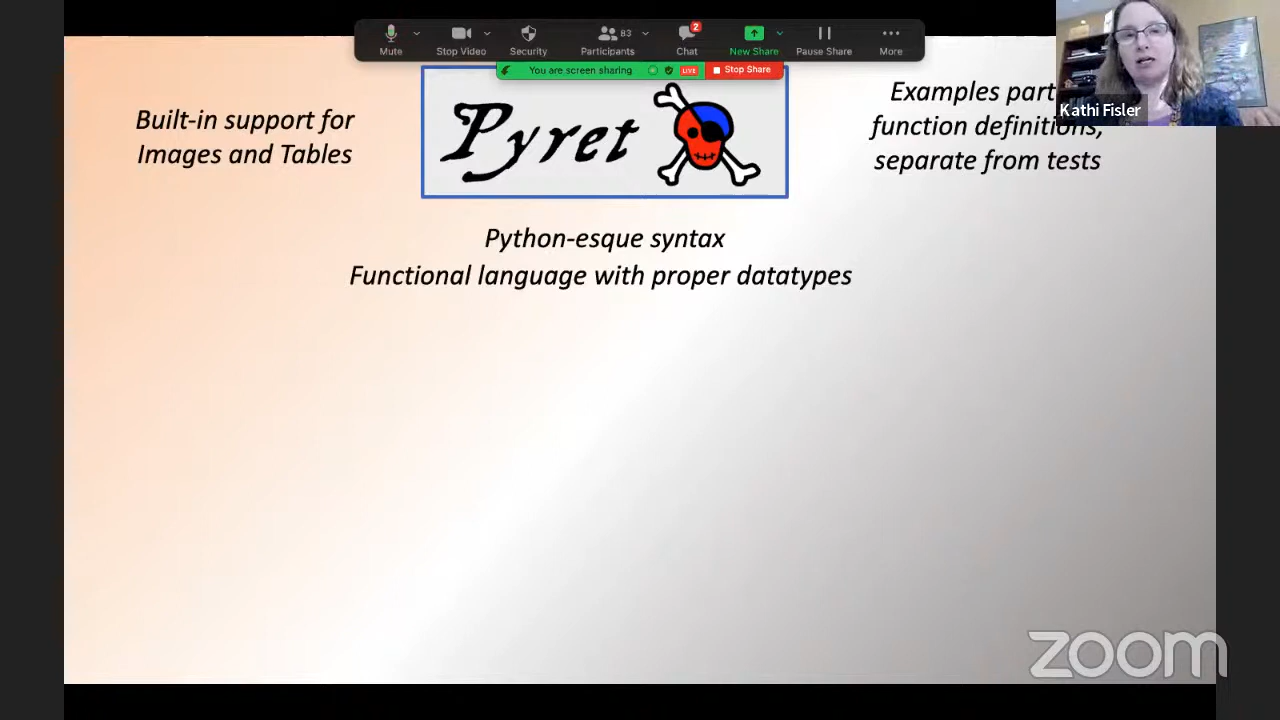 Mute
Stop Video
Security
83
Participants
2
Chat
New Share
Pause Share
More
You are screen sharing
LIVE
Stop Share
Kathi Fisler
Built-in support for
Images and Tables
Pyret
Examples part
function definitions,
separate from tests
Python-esque syntax
Functional language with proper datatypes
zoom